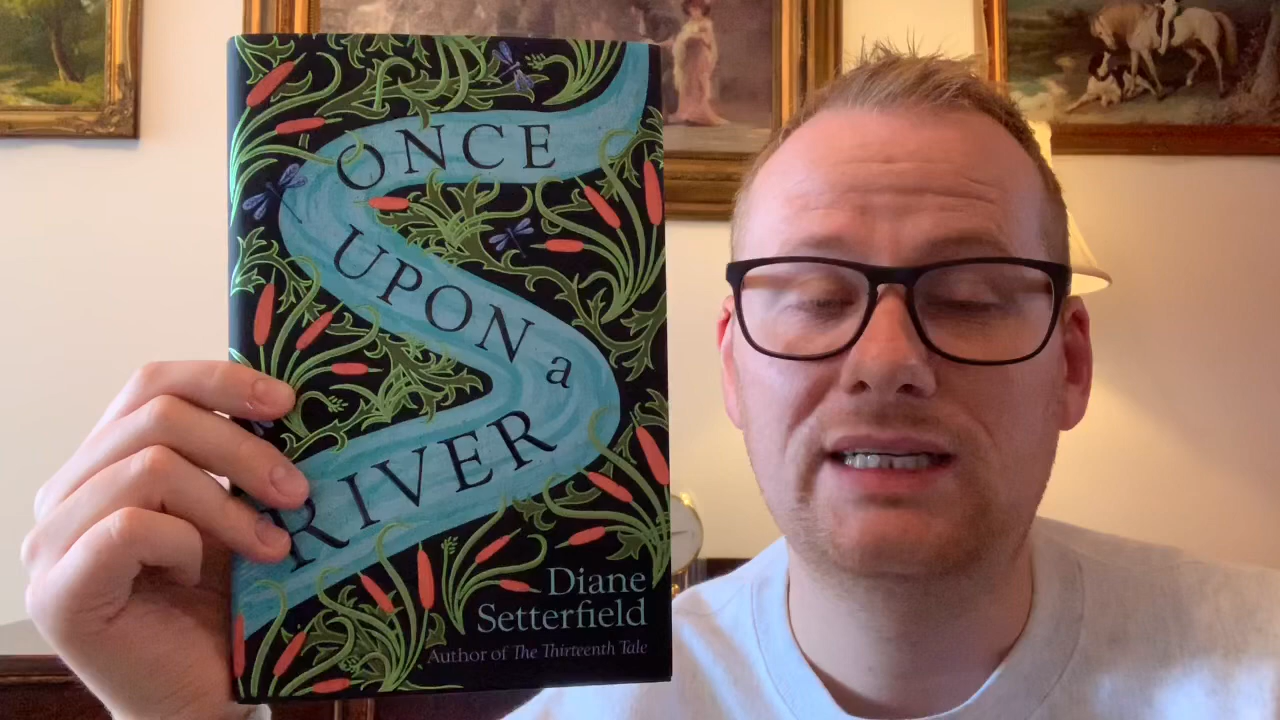 ONCE
UPON a
RIVER
Diane
Setterfield
Author of The Thirteenth Tale